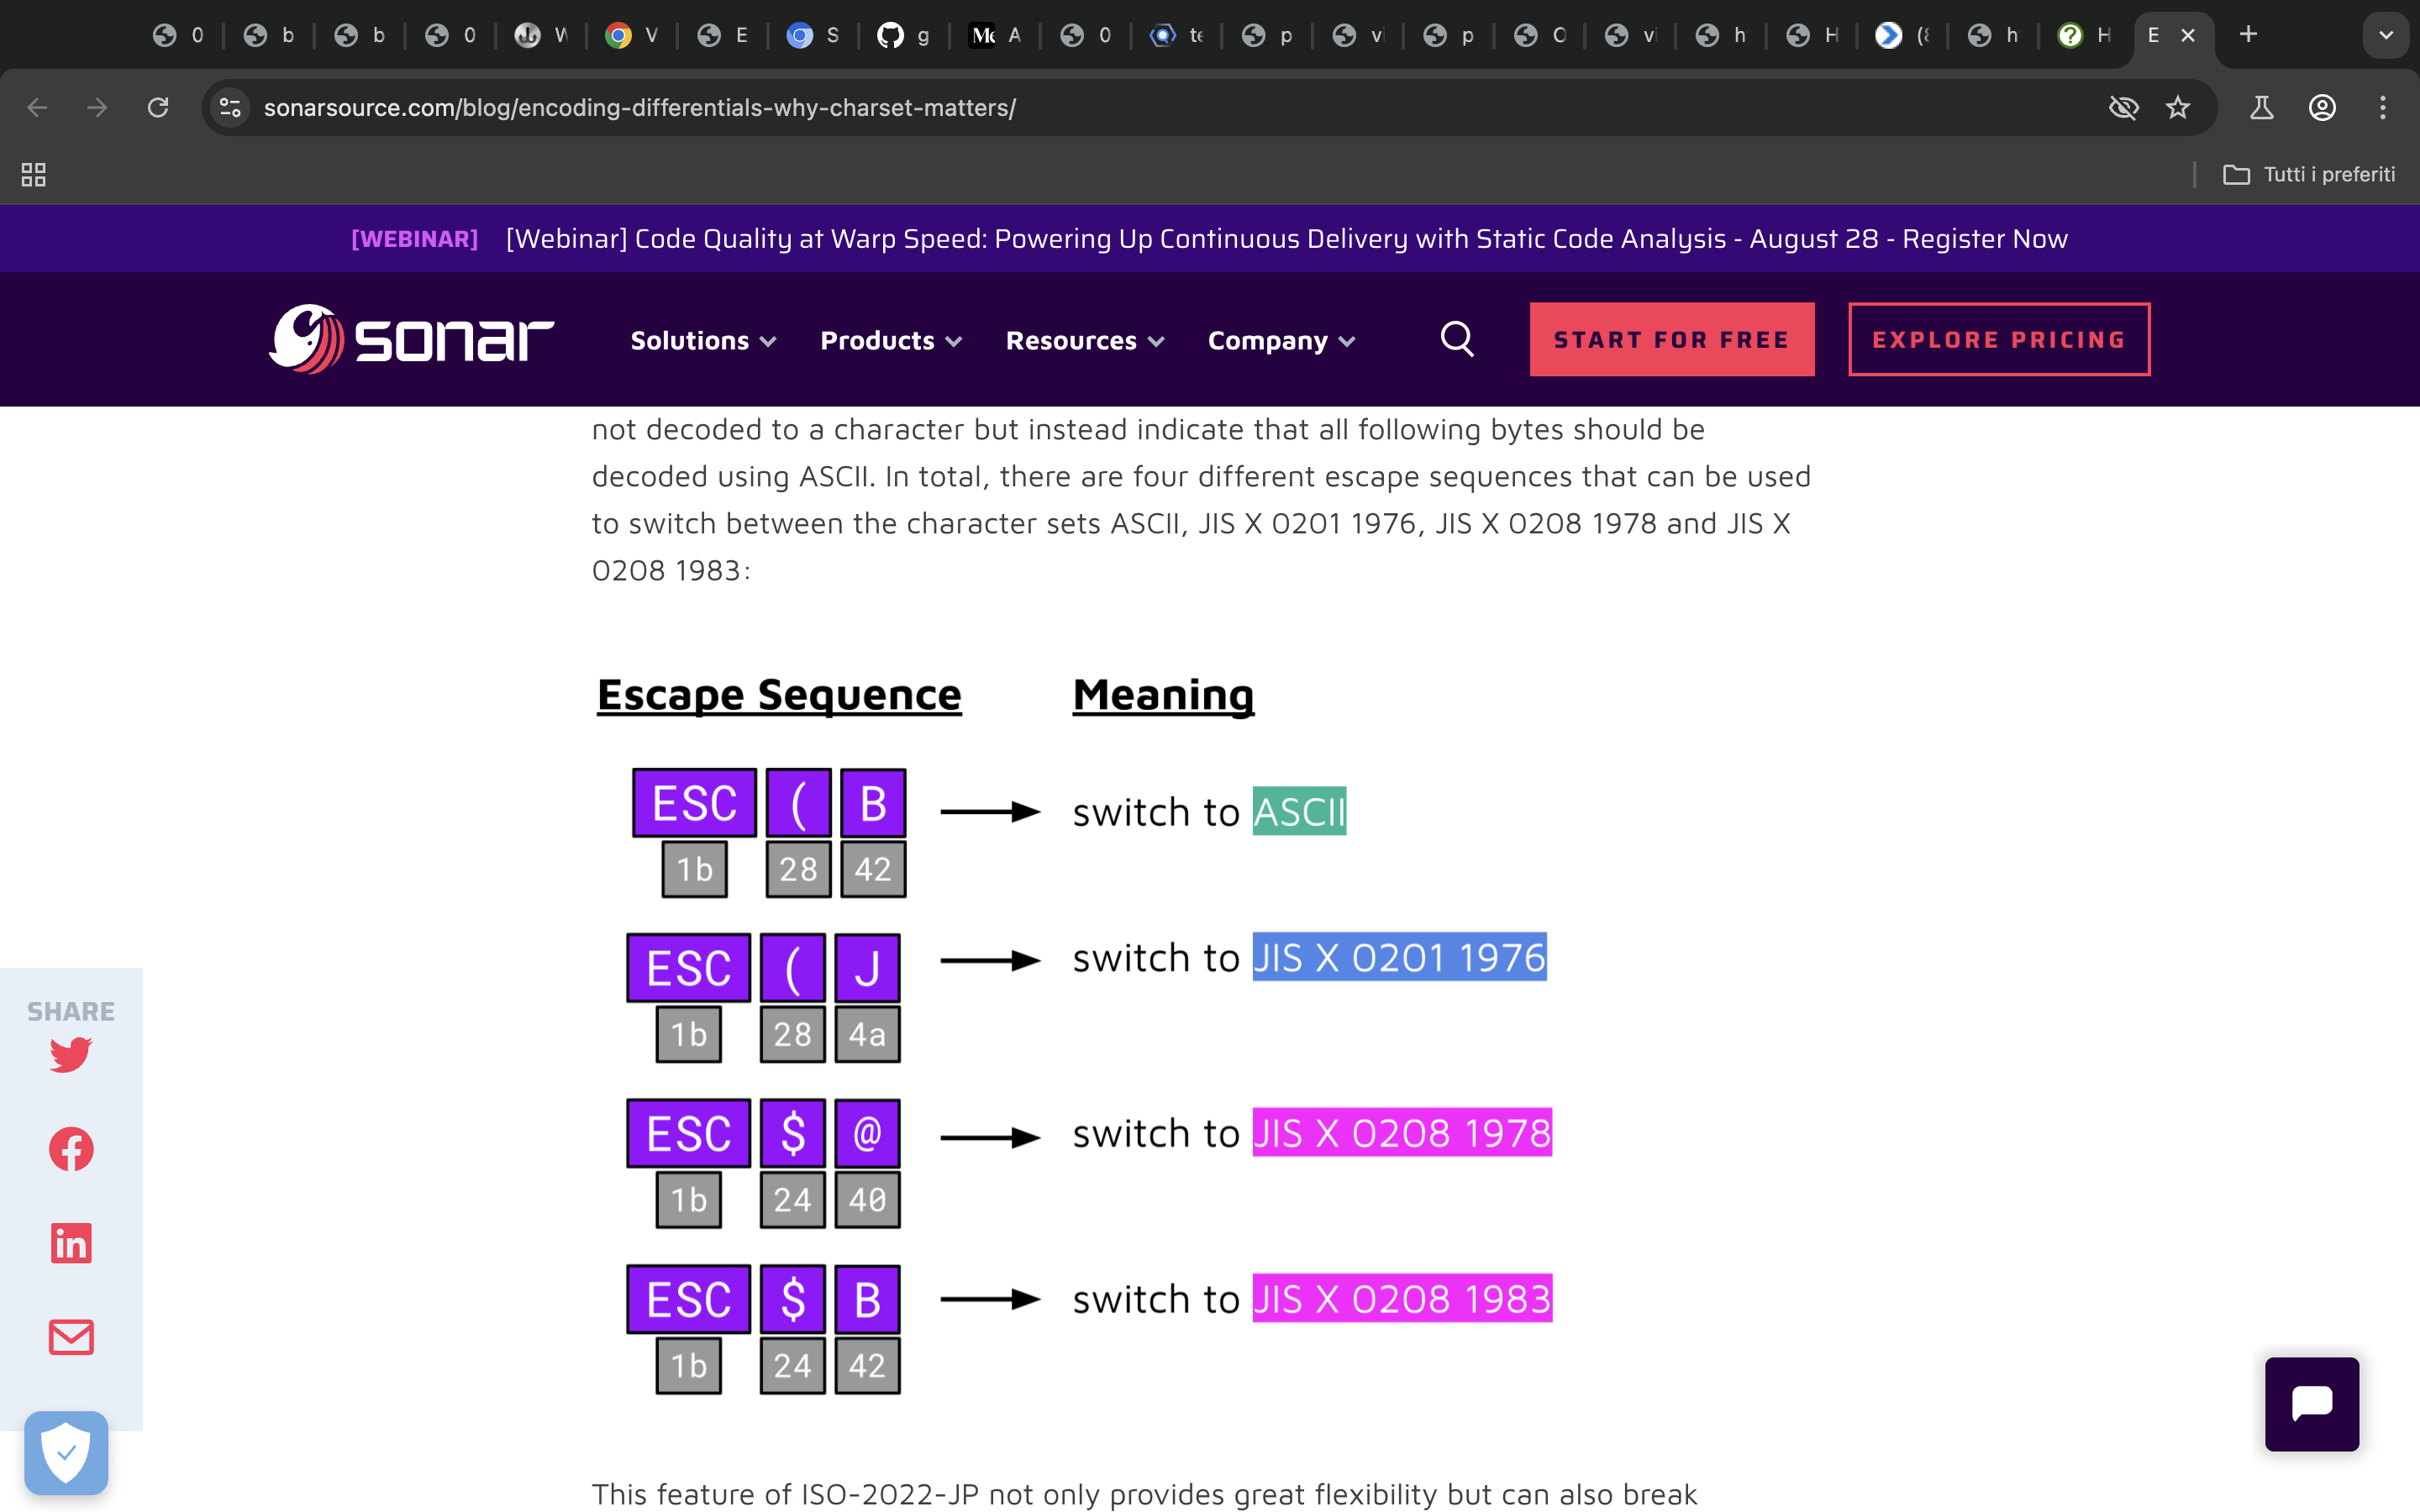 0 b b 0 W V E S g A 0 te p vi p O vi h H (8 h H E
sonarsource.com/blog/encoding-differentials-why-charset-matters/
Tutti i preferiti
[WEBINAR] [Webinar] Code Quality at Warp Speed: Powering Up Continuous Delivery with Static Code Analysis - August 28 - Register Now
sonar Solutions Products Resources Company START FOR FREE EXPLORE PRICING
not decoded to a character but instead indicate that all following bytes should be
decoded using ASCII. In total, there are four different escape sequences that can be used
to switch between the character sets ASCII, JIS X 0201 1976, JIS X 0208 1978 and JIS X
0208 1983:
Escape Sequence Meaning
ESC ( B switch to ASCII
1b 28 42
ESC ( J switch to JIS X 0201 1976
1b 28 4a
ESC $ @ switch to JIS X 0208 1978
1b 24 40
ESC $ B switch to JIS X 0208 1983
1b 24 42
SHARE
This feature of ISO-2022-JP not only provides great flexibility but can also break